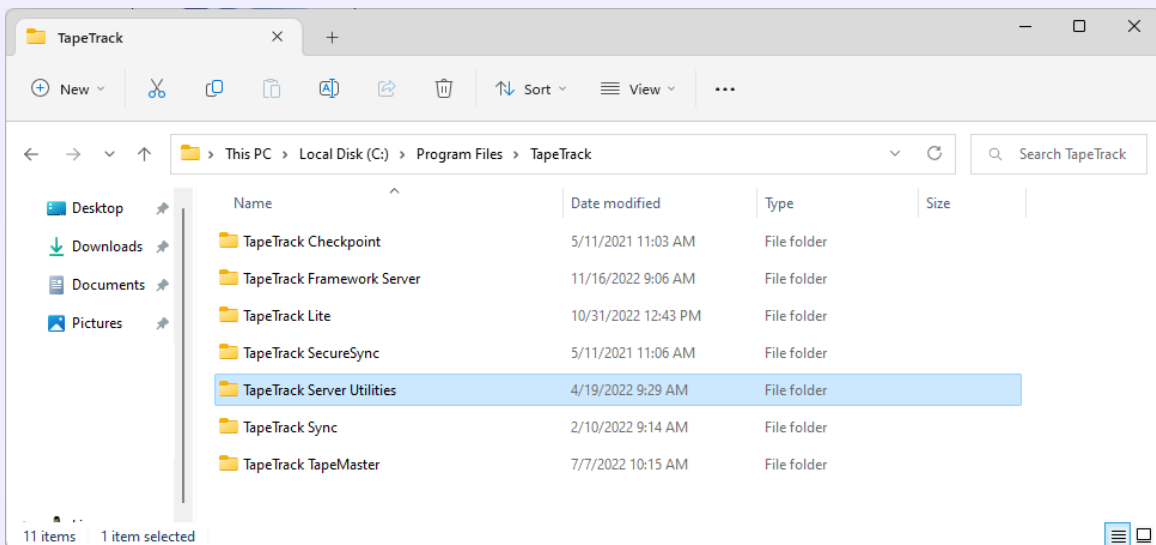 TapeTrack
New Sort View
This PC > Local Disk (C:) > Program Files > TapeTrack Search TapeTrack
Desktop
Downloads
Documents
Pictures
Name Date modified Type Size
TapeTrack Checkpoint 5/11/2021 11:03 AM File folder
TapeTrack Framework Server 11/16/2022 9:06 AM File folder
TapeTrack Lite 10/31/2022 12:43 PM File folder
TapeTrack SecureSync 5/11/2021 11:06 AM File folder
TapeTrack Server Utilities 4/19/2022 9:29 AM File folder
TapeTrack Sync 2/10/2022 9:14 AM File folder
TapeTrack TapeMaster 7/7/2022 10:15 AM File folder
11 items 1 item selected